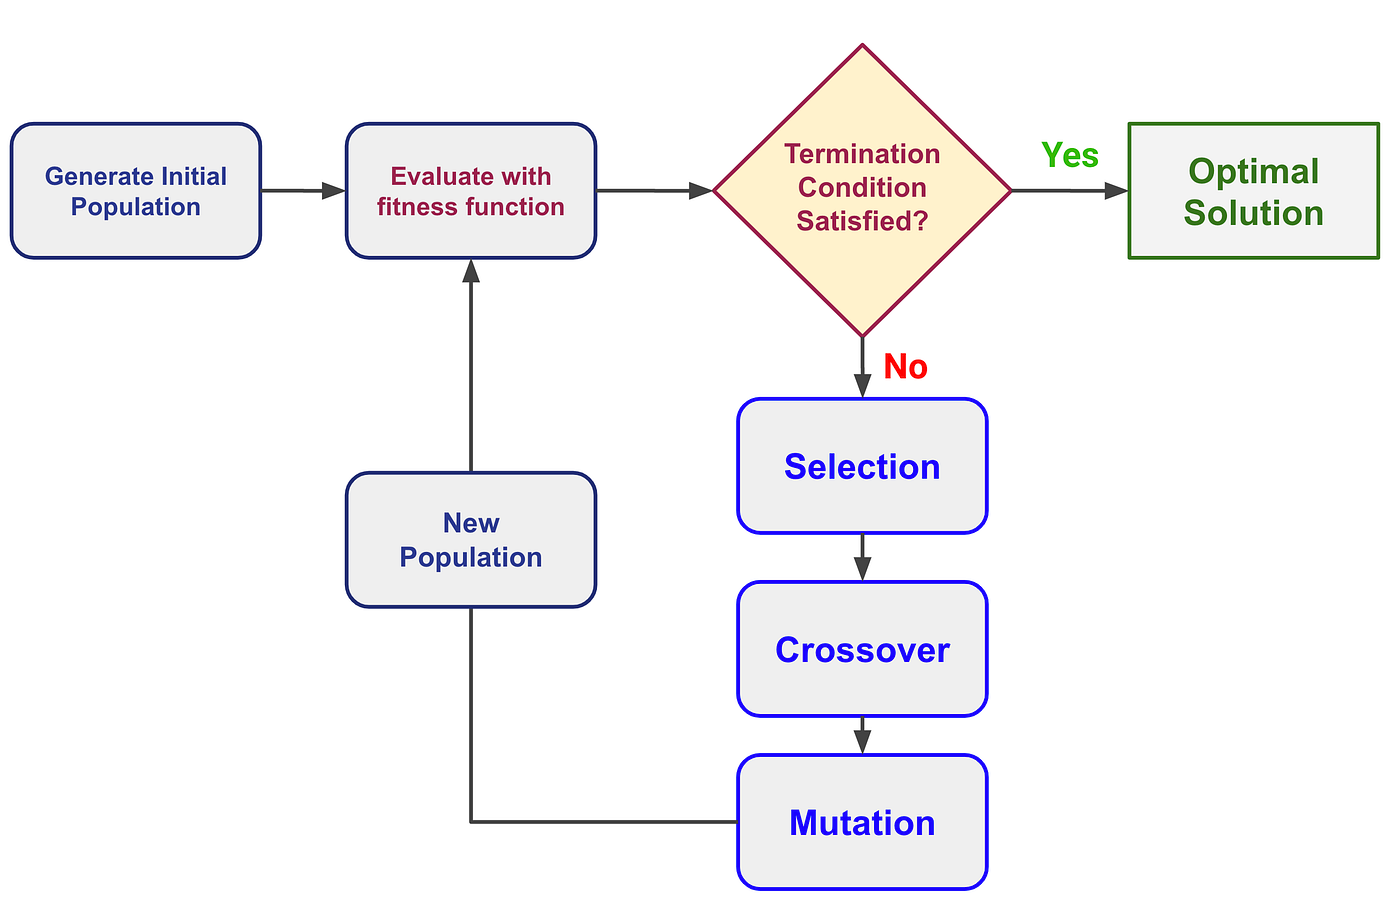 Generate Initial
Population
Evaluate with
fitness function
Termination
Condition
Satisfied?
Yes
Optimal
Solution
No
Selection
New
Population
Crossover
Mutation